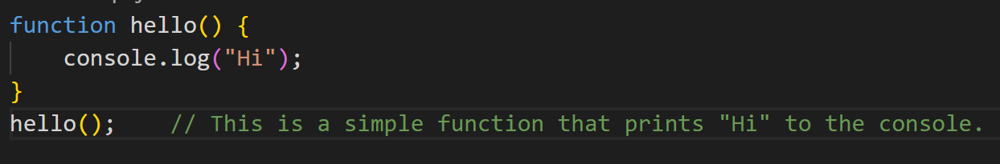 function hello() {
    console.log("Hi");
}
hello();    // This is a simple function that prints "Hi" to the console.